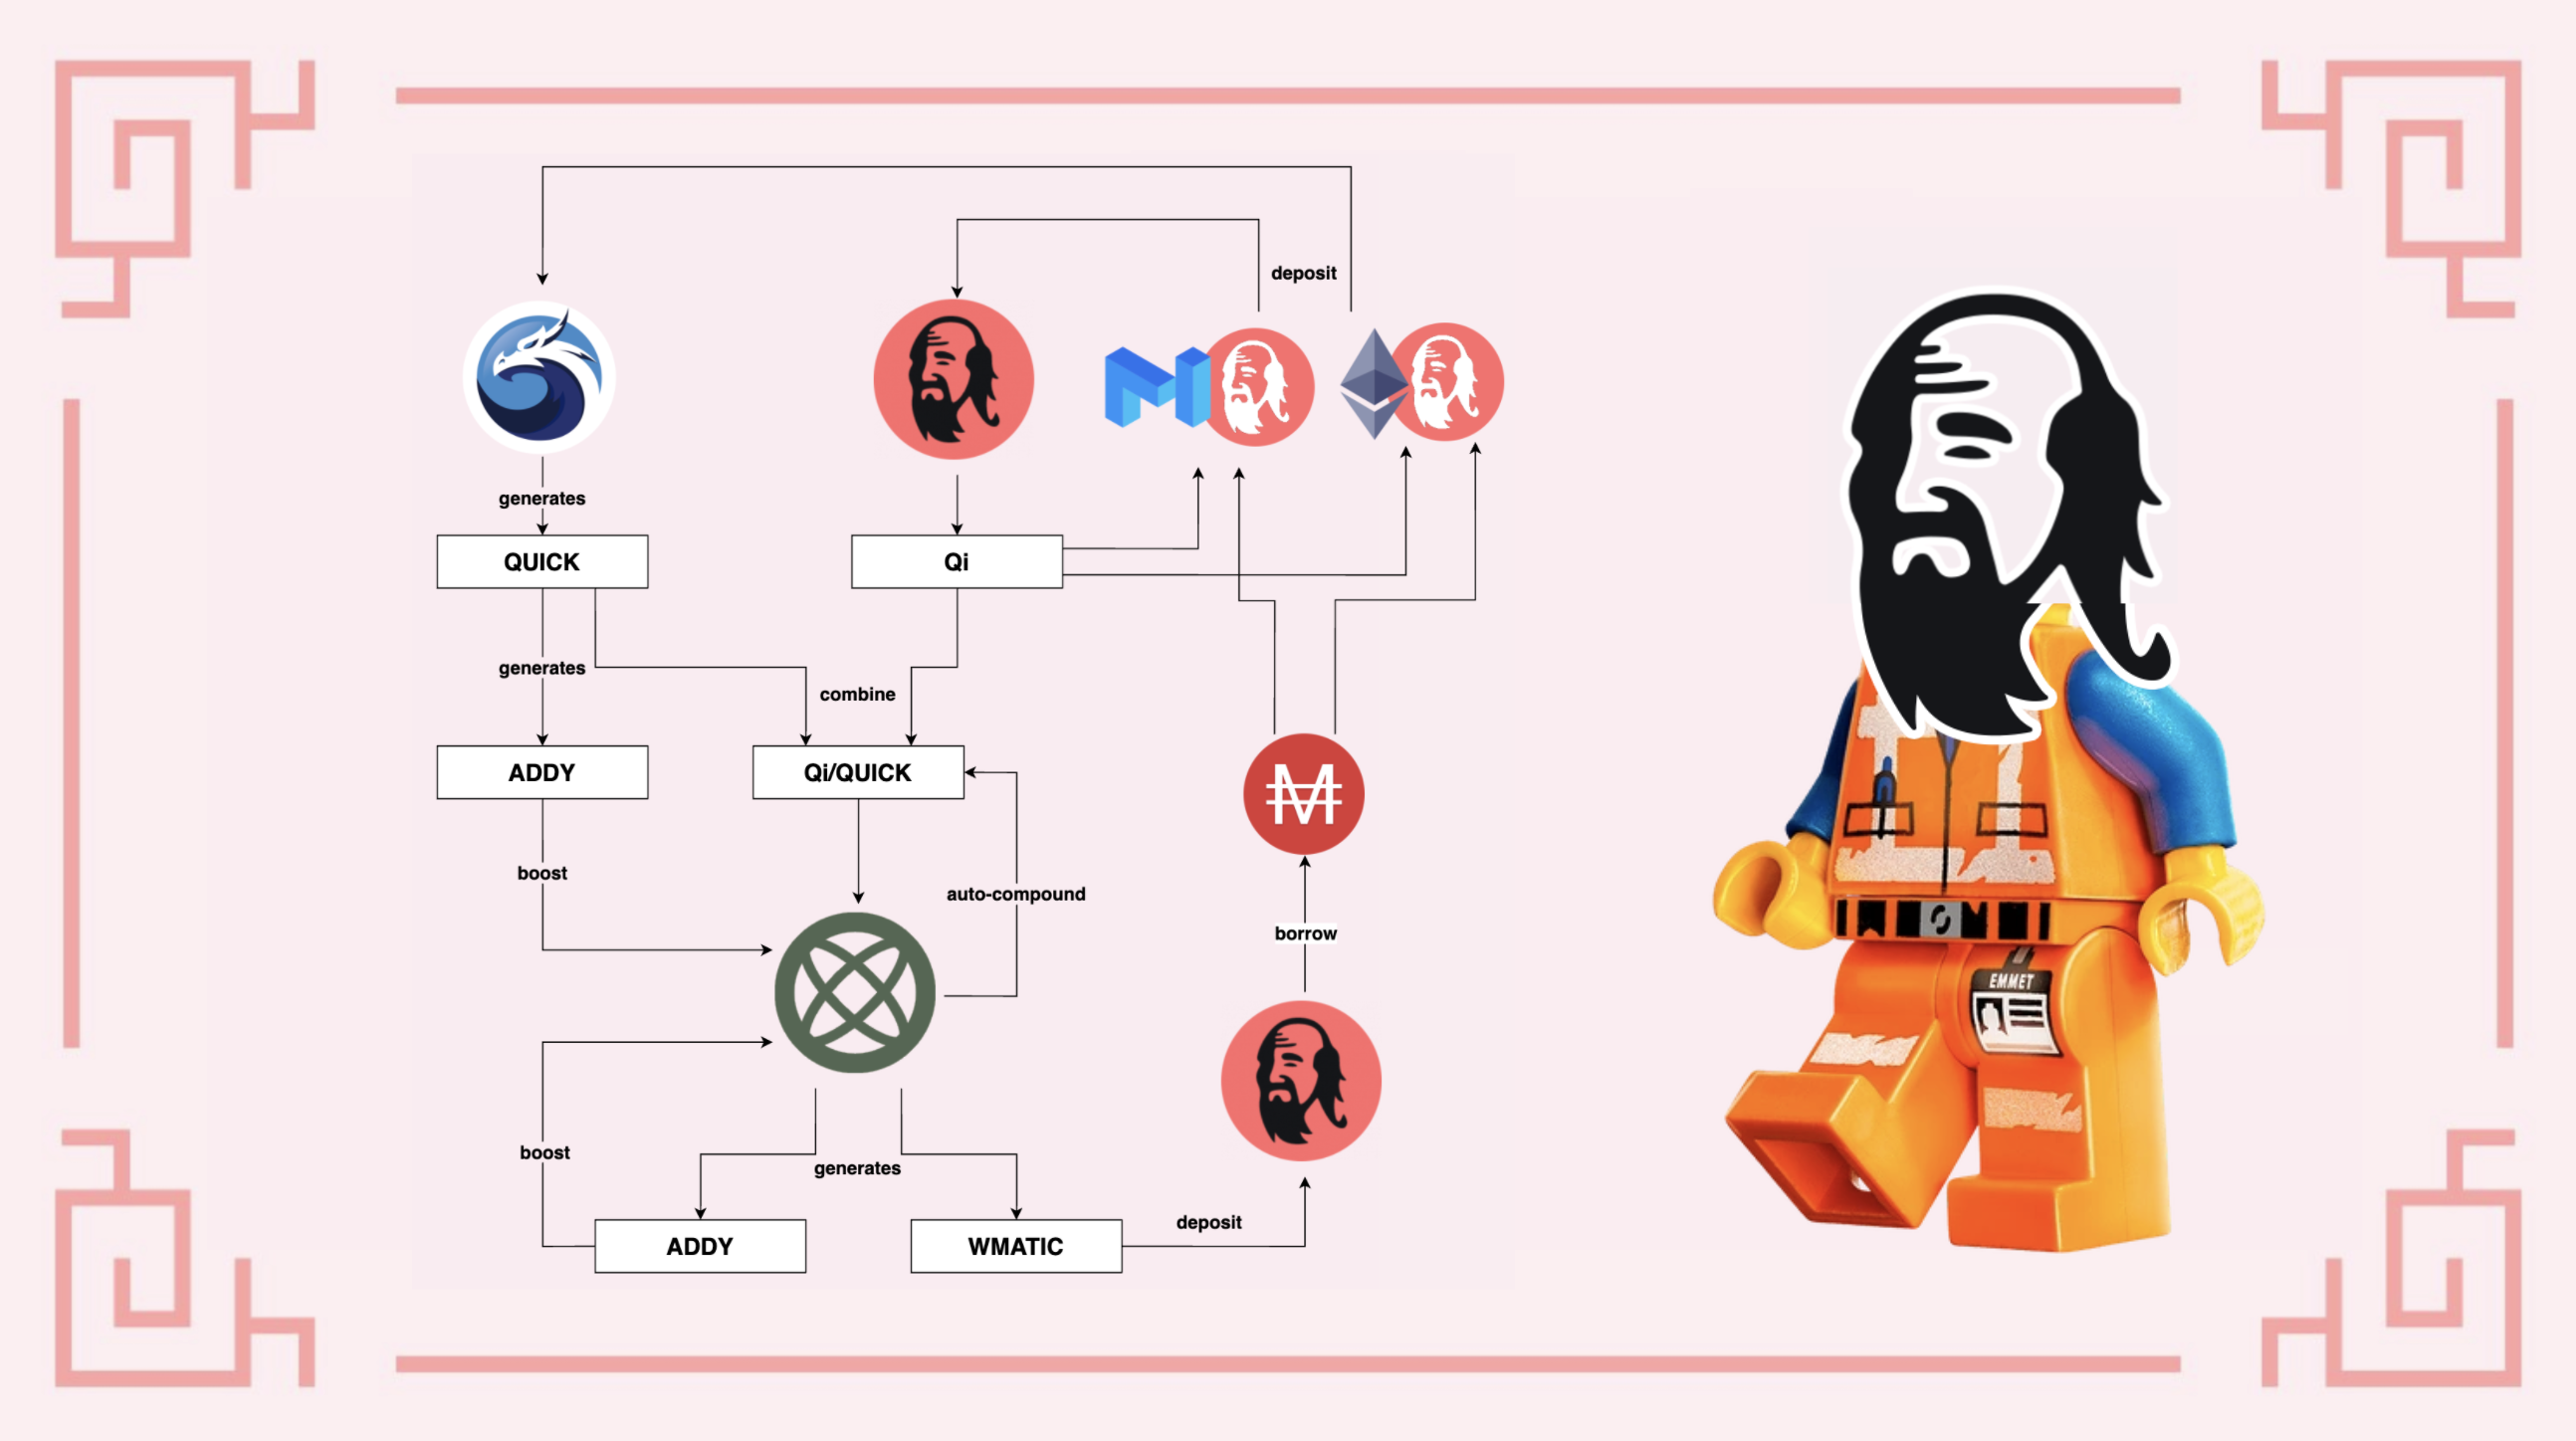 deposit
generates
QUICK
Qi
generates
combine
ADDY
Qi/QUICK
boost
auto-compound
borrow
EMMET
boost
generates
deposit
ADDY
WMATIC